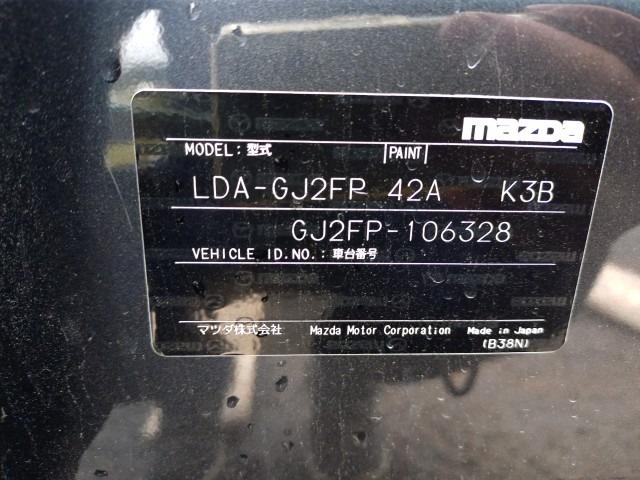 mazda
MODEL: 型式 |PAINT|
LDA-GJ2FP 42A K3B
GJ2FP-106328
VEHICLE I.D.NO.: 車台番号
マツダ株式会社 Mazda Motor Corporation Made in Japan
(B38N)